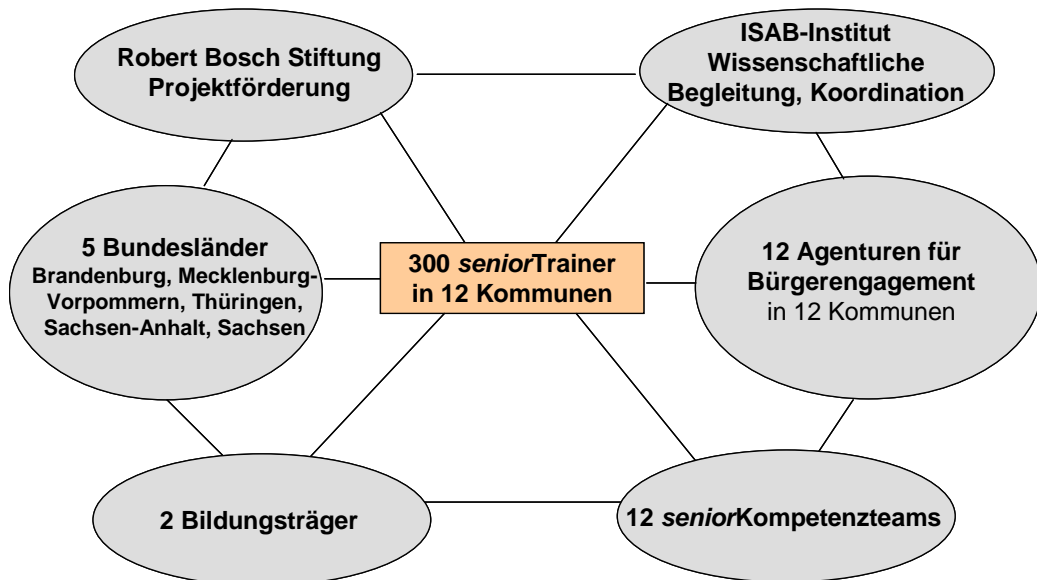 Robert Bosch Stiftung
Projektförderung
ISAB-Institut
Wissenschaftliche
Begleitung, Koordination
5 Bundesländer
Brandenburg, Mecklenburg-
Vorpommern, Thüringen,
Sachsen-Anhalt, Sachsen
300 seniorTrainer
in 12 Kommunen
12 Agenturen für
Bürgerengagement
in 12 Kommunen
2 Bildungsträger
12 seniorKompetenzteams